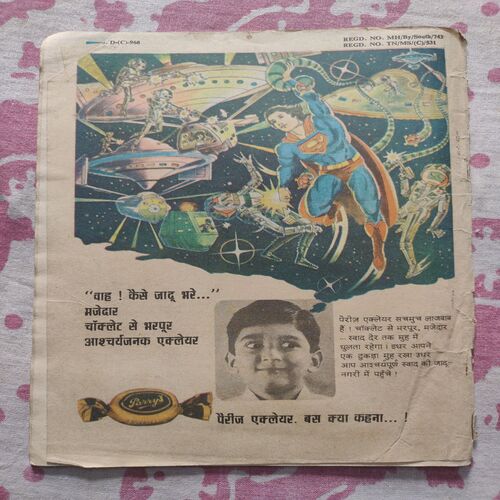 D-(C)-968
REGD. NO. MH/By/South/742
REGD. NO. TN/MS/(C)/531
"वाह ! कैसे जादू भरे..."
मजेदार
चॉक्लेट से भरपूर
आश्चर्यजनक एक्लेयर
पैरीज़ एक्लेयर सचमुच लाजवाब
हैं ! चॉक्लेट से भरपूर, मजेदार
- स्वाद देर तक मुंह में
घुलता रहेगा। इधर आपने
एक टुकड़ा मुंह रखा उधर
आप आश्चर्यपूर्ण स्वाद की जादू-
नगरी में पहुँचे !
Parry's
पैरीज़ एक्लेयर. बस क्या कहना... !